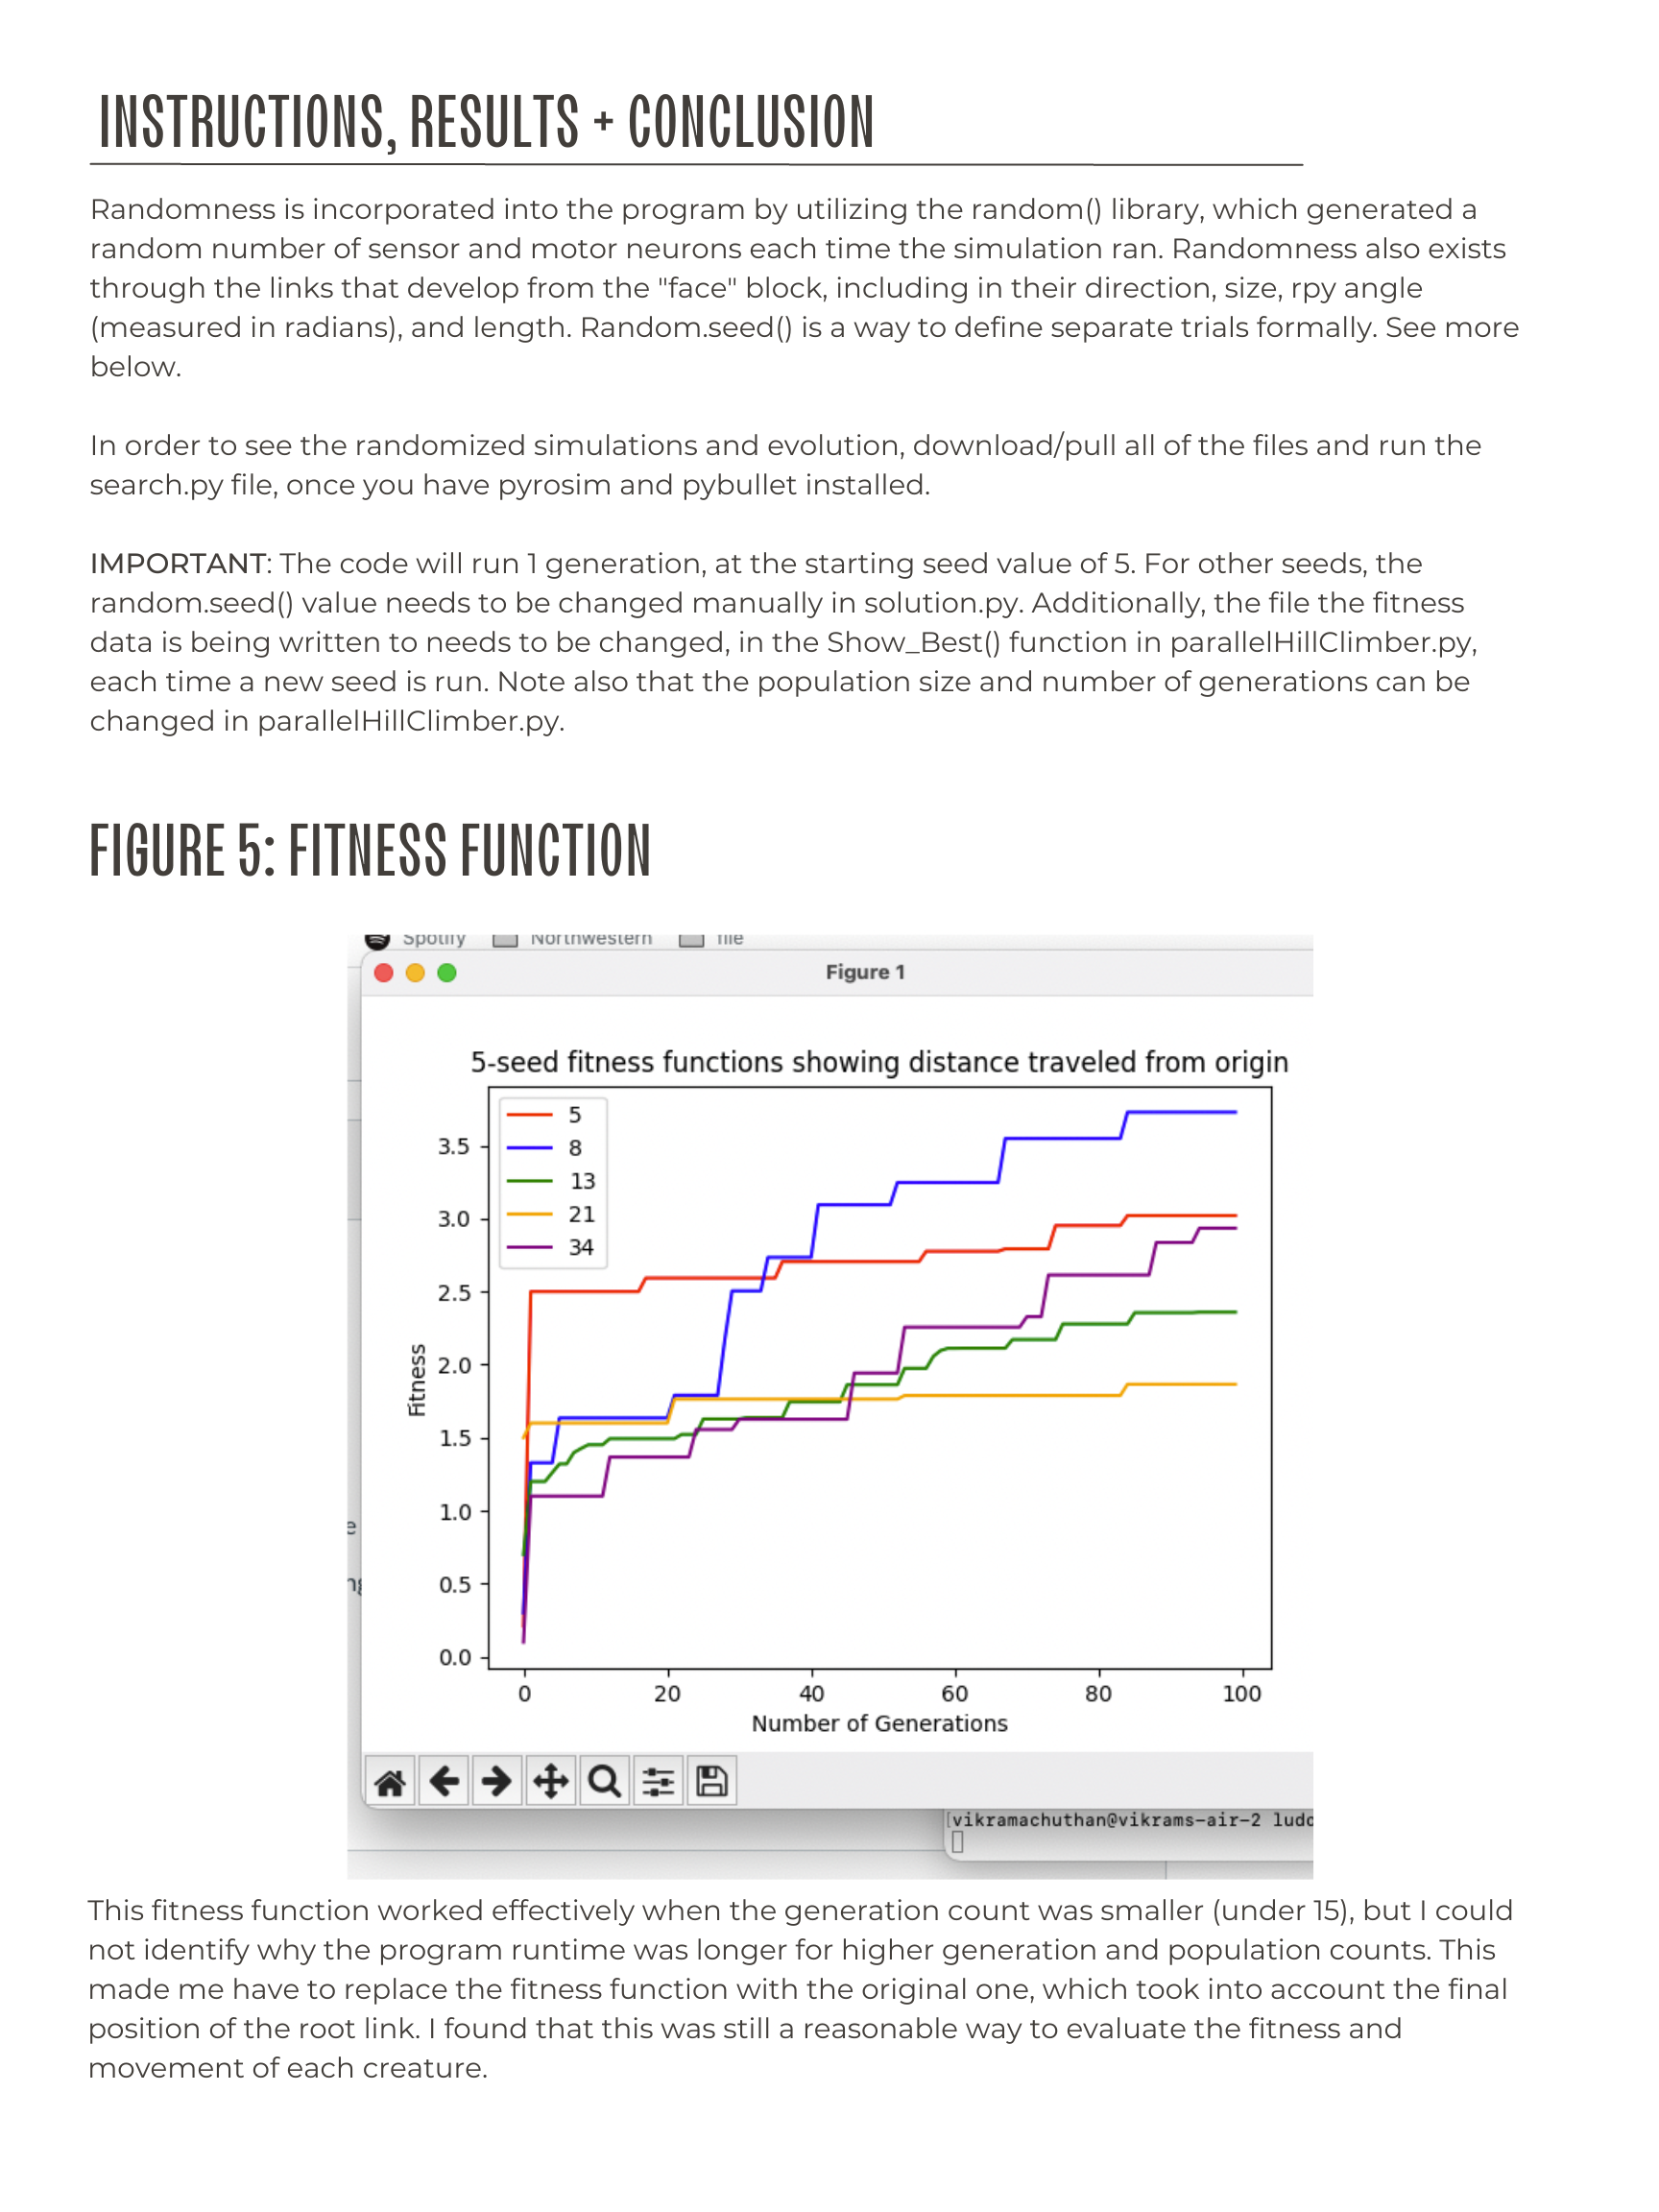 INSTRUCTIONS, RESULTS + CONCLUSION
Randomness is incorporated into the program by utilizing the random() library, which generated a
random number of sensor and motor neurons each time the simulation ran. Randomness also exists
through the links that develop from the "face" block, including in their direction, size, rpy angle
(measured in radians), and length. Random.seed() is a way to define separate trials formally. See more
below.
In order to see the randomized simulations and evolution, download/pull all of the files and run the
search.py file, once you have pyrosim and pybullet installed.
IMPORTANT: The code will run 1 generation, at the starting seed value of 5. For other seeds, the
random.seed() value needs to be changed manually in solution.py. Additionally, the file the fitness
data is being written to needs to be changed, in the Show_Best() function in parallelHillClimber.py,
each time a new seed is run. Note also that the population size and number of generations can be
changed in parallelHillClimber.py.
FIGURE 5: FITNESS FUNCTION
Spotify Northwestern file
Figure 1
5-seed fitness functions showing distance traveled from origin
5
8
13
21
34
3.5
3.0
2.5
2.0
1.5
1.0
0.5
0.0
Fitness
0 20 40 60 80 100
Number of Generations
[vikramachuthan@vikrams-air-2 ludo
This fitness function worked effectively when the generation count was smaller (under 15), but I could
not identify why the program runtime was longer for higher generation and population counts. This
made me have to replace the fitness function with the original one, which took into account the final
position of the root link. I found that this was still a reasonable way to evaluate the fitness and
movement of each creature.